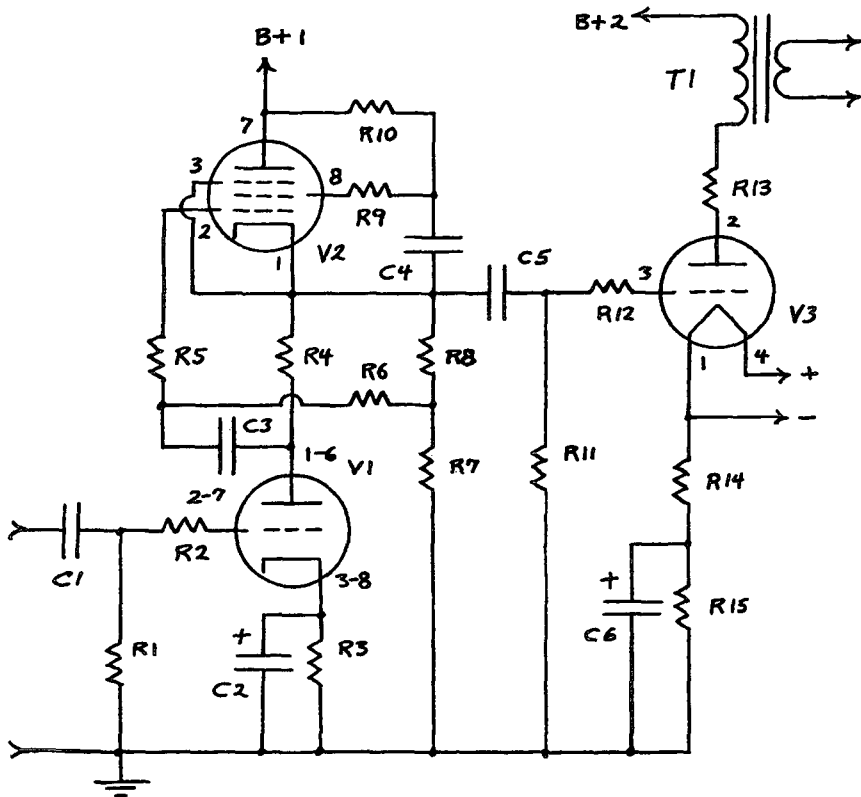 B+2
B+1
T1
7
R10
3
8
R13
R9
2
2
V2
1
C4
C5
3
R12
V3
1
4
R5
R4
R8
+
R6
-
C3
1-6
V1
R7
R11
R14
2-7
R2
C1
3-8
+
R15
+
C6
R1
R3
C2